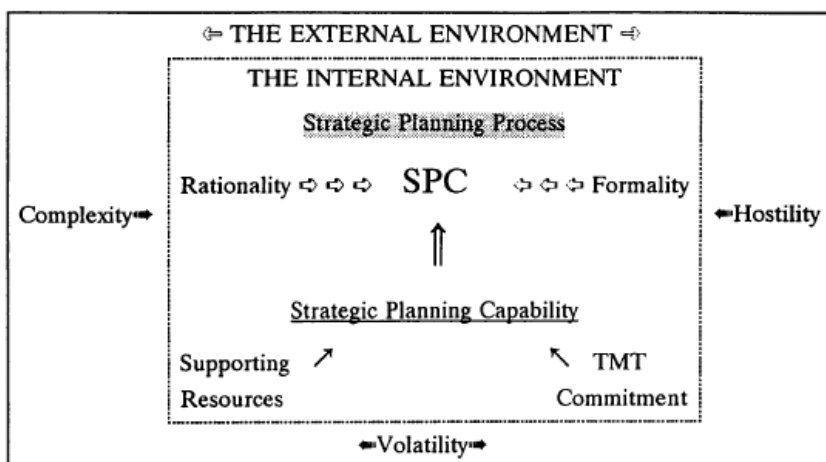 THE EXTERNAL ENVIRONMENT
THE INTERNAL ENVIRONMENT
Strategic Planning Process
Rationality ➪ ➪ ➪ SPC ⇦ ⇦ ⇦ Formality
Complexity
Hostility
Strategic Planning Capability
Supporting
Resources
TMT
Commitment
Volatility